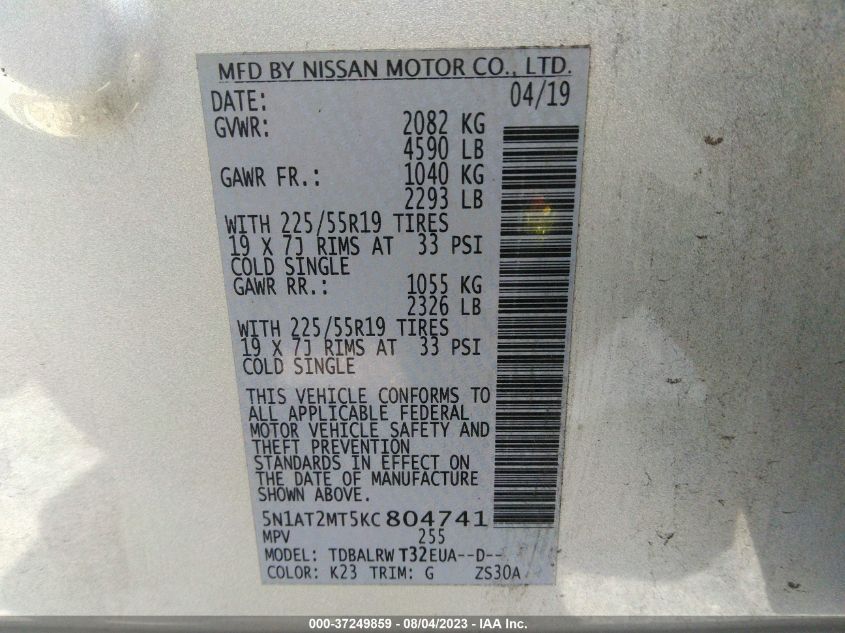 MFD BY NISSAN MOTOR CO., LTD.
DATE: 04/19
GVWR: 2082 KG
4590 LB
GAWR FR.: 1040 KG
2293 LB
WITH 225/55R19 TIRES
19 X 7J RIMS AT 33 PSI
COLD SINGLE
GAWR RR.: 1055 KG
2326 LB
WITH 225/55R19 TIRES
19 X 7J RIMS AT 33 PSI
COLD SINGLE
THIS VEHICLE CONFORMS TO
ALL APPLICABLE FEDERAL
MOTOR VEHICLE SAFETY AND
THEFT PREVENTION
STANDARDS IN EFFECT ON
THE DATE OF MANUFACTURE
SHOWN ABOVE.
5N1AT2MT5KC 804741
MPV 255
MODEL: TDBALRW T32EUA--D--
COLOR: K23 TRIM: G ZS30A
000-37249859 - 08/04/2023 - IAA Inc.